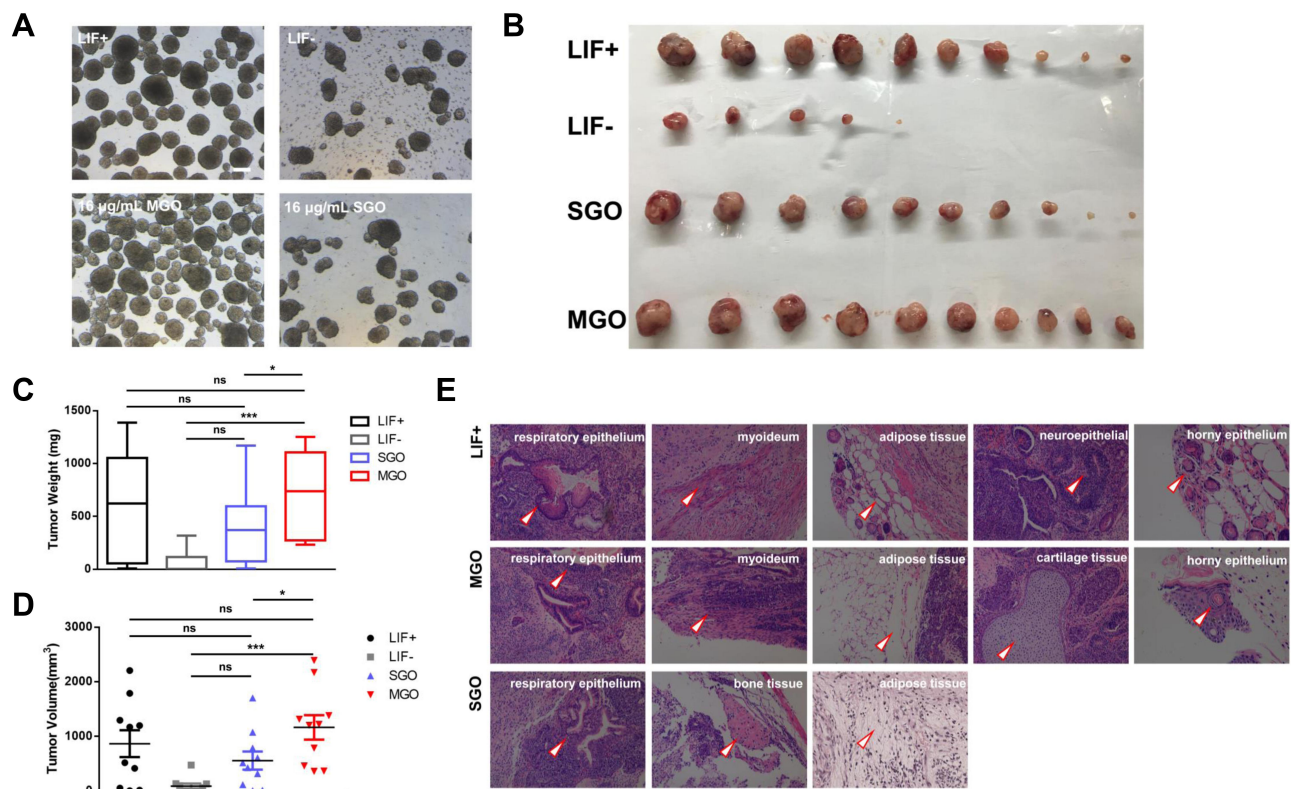 A
LIF+
LIF-
16 µg/mL MGO
16 µg/mL SGO
B
LIF+
LIF-
SGO
MGO
C
*
ns
ns
***
ns
1500
1000
500
0
Tumor Weight (mg)
LIF+
LIF-
SGO
MGO
D
*
ns
ns
***
ns
3000
2000
1000
Tumor Volume(mm³)
LIF+
LIF-
SGO
MGO
E
LIF+
respiratory epithelium
myoideum
adipose tissue
neuroepithelial
horny epithelium
MGO
respiratory epithelium
myoideum
adipose tissue
cartilage tissue
horny epithelium
SGO
respiratory epithelium
bone tissue
adipose tissue